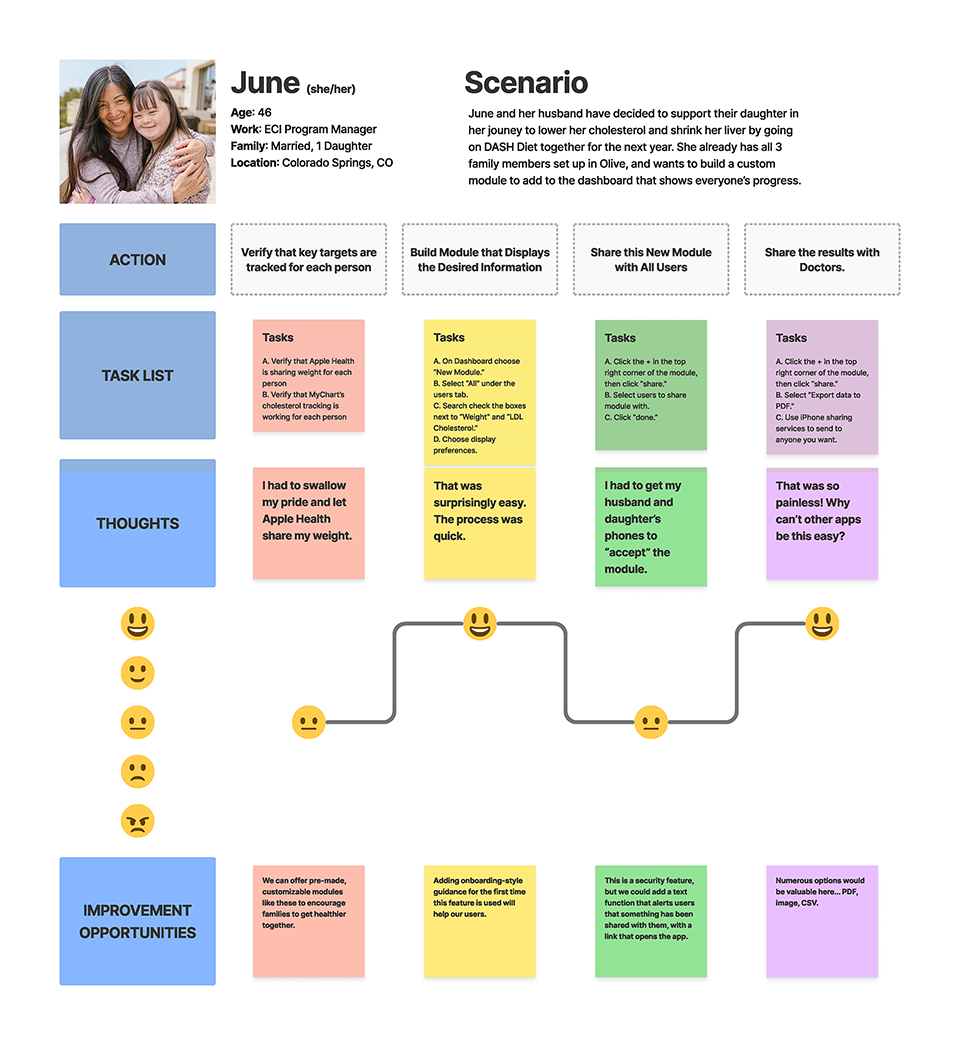 June (she/her)
Age: 46
Work: ECI Program Manager
Family: Married, 1 Daughter
Location: Colorado Springs, CO
Scenario
June and her husband have decided to support their daughter in
her jouney to lower her cholesterol and shrink her liver by going
on DASH Diet together for the next year. She already has all 3
family members set up in Olive, and wants to build a custom
module to add to the dashboard that shows everyone's progress.
ACTION
Verify that key targets are
tracked for each person
Build Module that Displays
the Desired Information
Share this New Module
with All Users
Share the results with
Doctors.
TASK LIST
Tasks
A. Verify that Apple Health
is sharing weight for each
person
B. Verify that MyChart's
cholesterol tracking is
working for each person
Tasks
A. On Dashboard choose
"New Module."
B. Select "All" under the
users tab.
C. Search check the boxes
next to "Weight" and "LDL
Cholesterol."
D. Choose display
preferences.
Tasks
A. Click the + in the top
right corner of the module,
then click "share."
B. Select users to share
module with.
C. Click "done."
Tasks
A. Click the + in the top
right corner of the module,
then click "share."
B. Select "Export data to
PDF."
C. Use iPhone sharing
services to send to
anyone you want.
THOUGHTS
I had to swallow
my pride and let
Apple Health
share my weight.
That was
surprisingly easy.
The process was
quick.
I had to get my
husband and
daughter's
phones to
"accept" the
module.
That was so
painless! Why
can't other apps
be this easy?
IMPROVEMENT
OPPORTUNITIES
We can offer pre-made,
customizable modules
like these to encourage
families to get healthier
together.
Adding onboarding-style
guidance for the first time
this feature is used will
help our users.
This is a security feature,
but we could add a text
function that alerts users
that something has been
shared with them, with a
link that opens the app.
Numerous options would
be valuable here... PDF,
image, CSV.